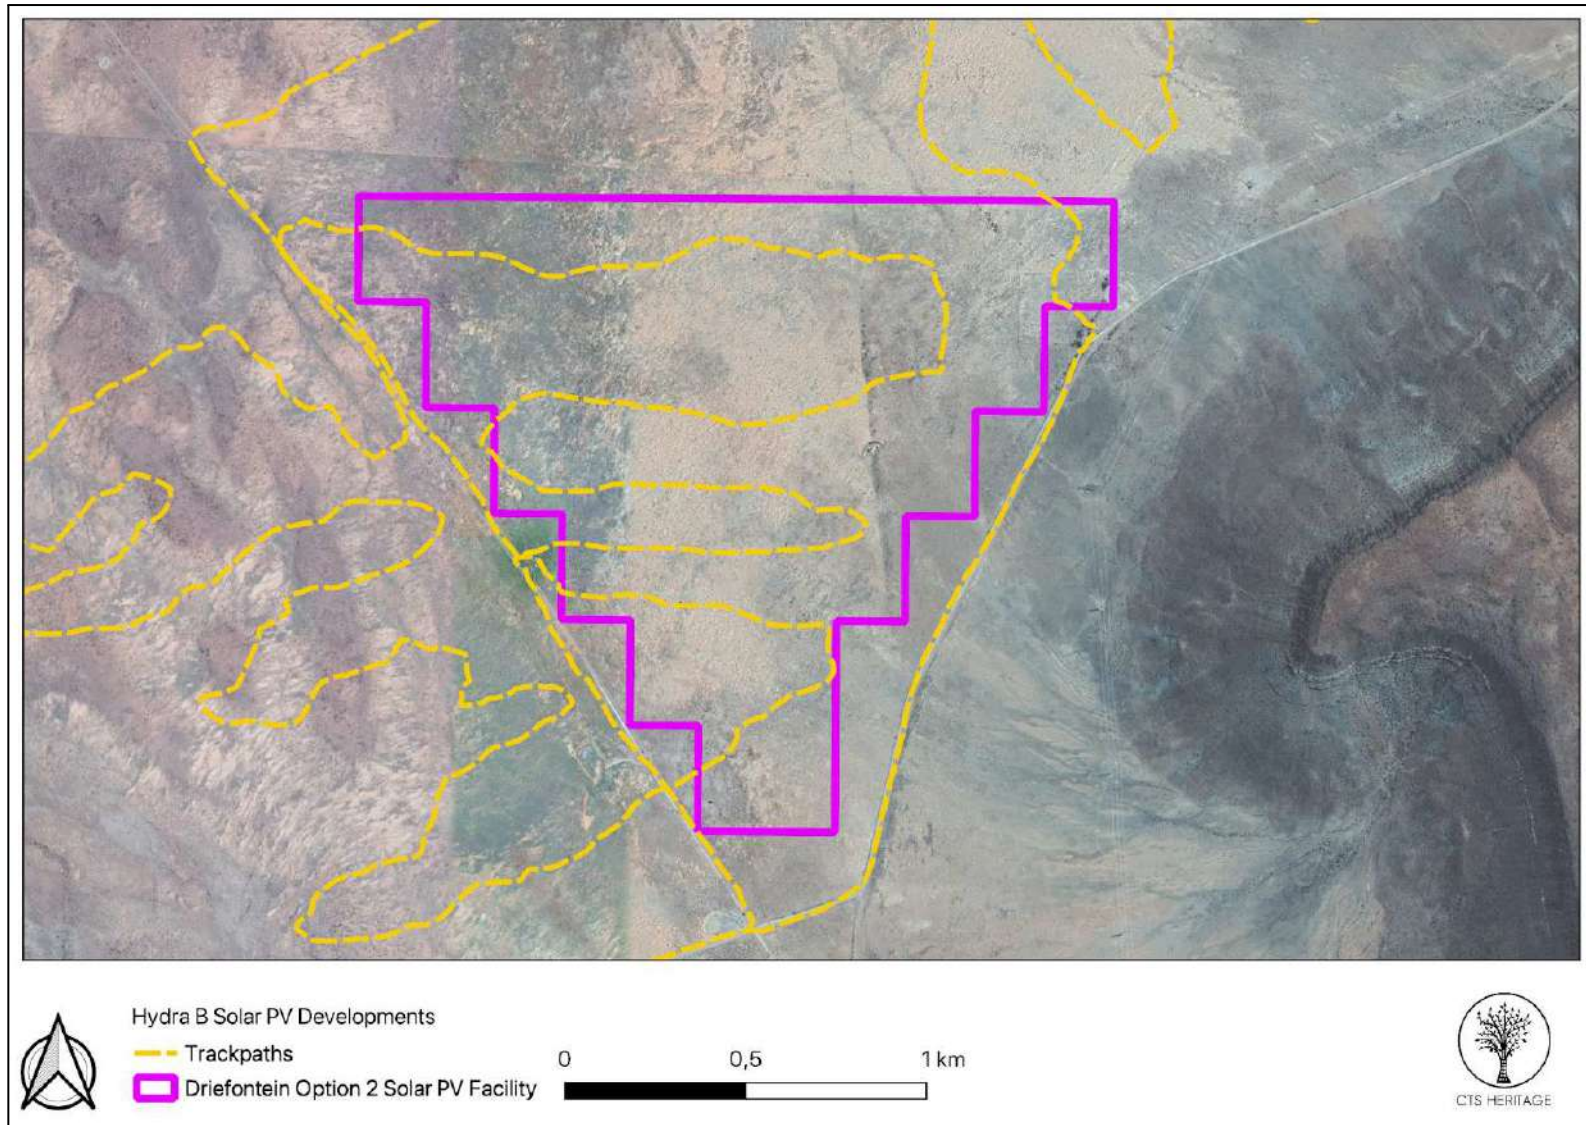 Hydra B Solar PV Developments
Trackpaths
Driefontein Option 2 Solar PV Facility
0 0,5 1 km
CTS HERITAGE